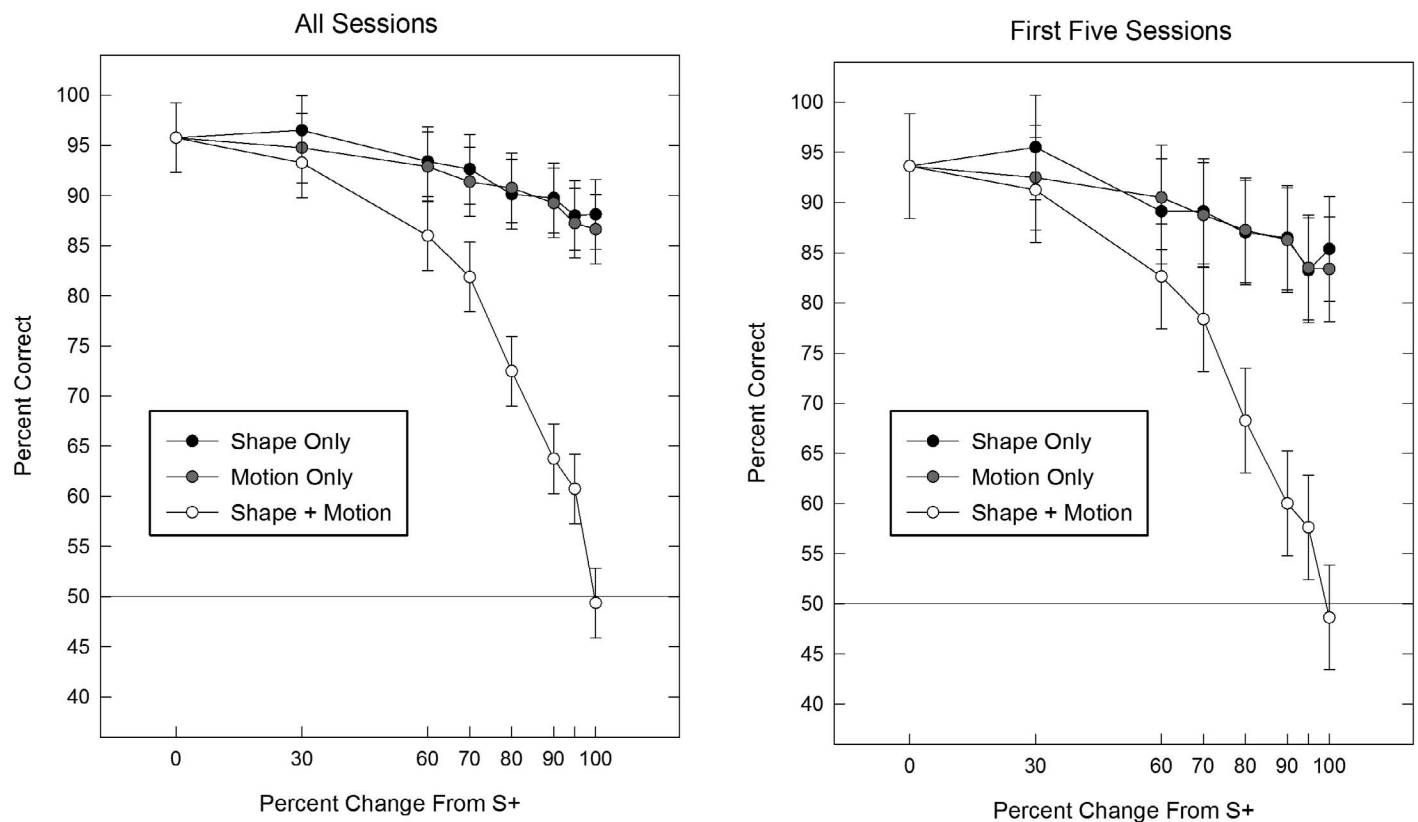 All Sessions
100
95
90
85
80
75
70
65
60
55
50
45
40
Percent Correct
Shape Only
Motion Only
Shape + Motion
0 30 60 70 80 90 100
Percent Change From S+
First Five Sessions
100
95
90
85
80
75
70
65
60
55
50
45
40
Percent Correct
Shape Only
Motion Only
Shape + Motion
0 30 60 70 80 90 100
Percent Change From S+